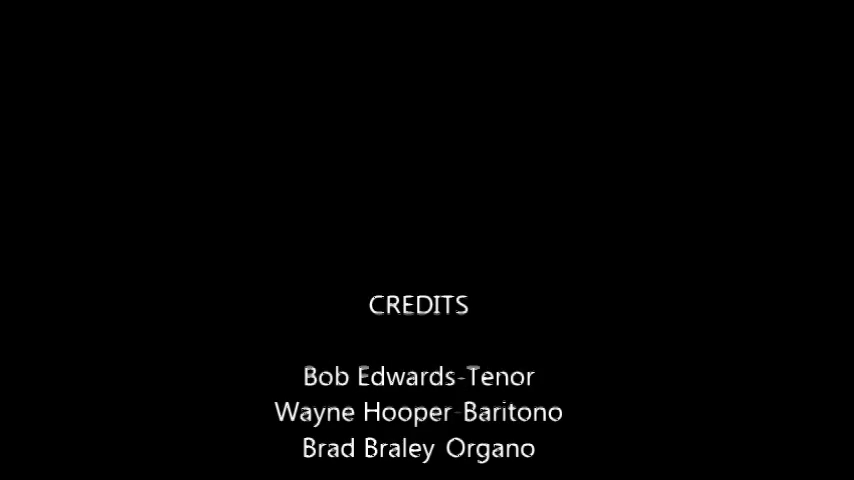 CREDITS
Bob Edwards-Tenor
Wayne Hooper-Baritono
Brad Braley Organo